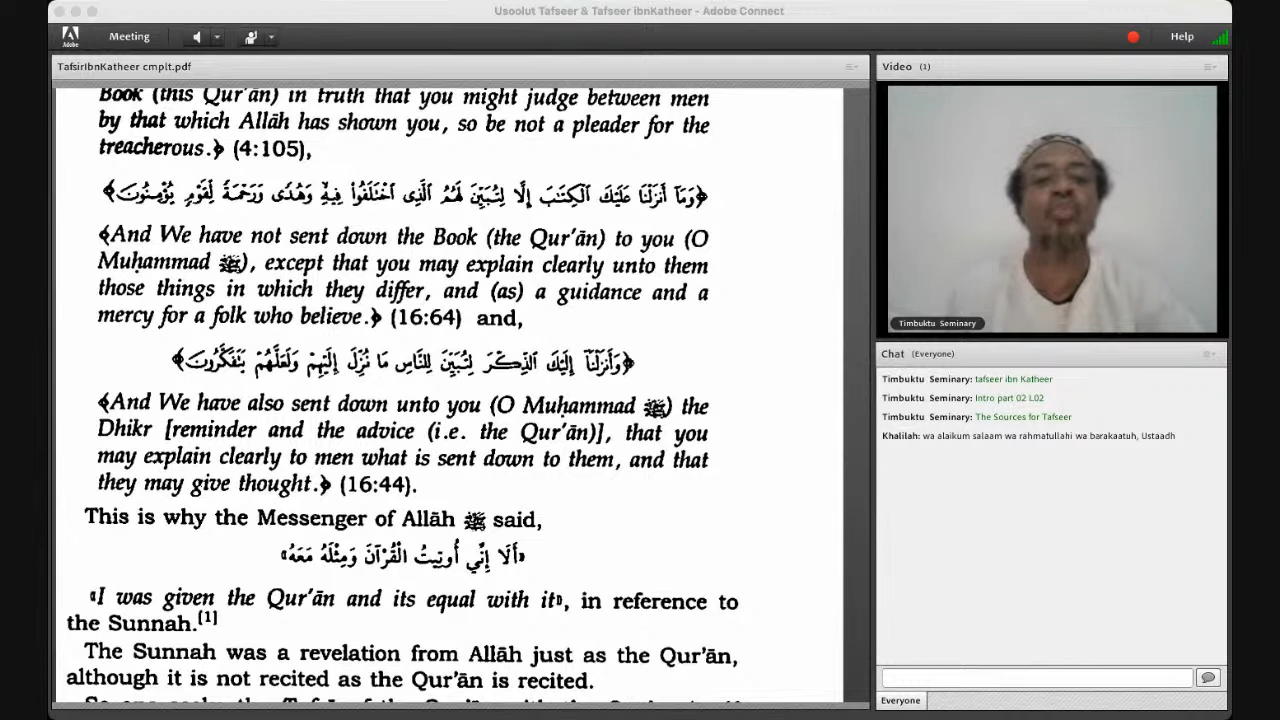 Usoolut Tafseer & Tafseer ibnKatheer - Adobe Connect
Adobe
Meeting
Help
TafsirIbnKatheer cmplt.pdf
Book (this Qur'ān) in truth that you might judge between men
by that which Allāh has shown you, so be not a pleader for the
treacherous.﴿ (4:105),
﴿وَمَآ أَنزَلْنَا عَلَيْكَ ٱلْكِتَٰبَ إِلَّا لِتُبَيِّنَ لَهُمُ ٱلَّذِى ٱخْتَلَفُوا۟ فِيهِ وَهُدًى وَرَحْمَةً لِّقَوْمٍ يُؤْمِنُونَ﴾
﴾And We have not sent down the Book (the Qur'ān) to you (O
Muḥammad ﷺ), except that you may explain clearly unto them
those things in which they differ, and (as) a guidance and a
mercy for a folk who believe.﴿ (16:64) and,
﴿وَأَنزَلْنَآ إِلَيْكَ ٱلذِّكْرَ لِتُبَيِّنَ لِلنَّاسِ مَا نُزِّلَ إِلَيْهِمْ وَلَعَلَّهُمْ يَتَفَكَّرُونَ﴾
﴾And We have also sent down unto you (O Muḥammad ﷺ) the
Dhikr [reminder and the advice (i.e. the Qur'ān)], that you
may explain clearly to men what is sent down to them, and that
they may give thought.﴿ (16:44).
This is why the Messenger of Allāh ﷺ said,
«أَلَا إِنِّي أُوتِيتُ الْقُرْآنَ وَمِثْلَهُ مَعَهُ»
«I was given the Qur'ān and its equal with it», in reference to
the Sunnah.[1]
The Sunnah was a revelation from Allāh just as the Qur'ān,
although it is not recited as the Qur'ān is recited.
Video (1)
Timbuktu Seminary
Chat (Everyone)
Timbuktu Seminary: tafseer ibn Katheer
Timbuktu Seminary: Intro part 02 L02
Timbuktu Seminary: The Sources for Tafseer
Khalilah: wa alaikum salaam wa rahmatullahi wa barakaatuh, Ustaadh
Everyone